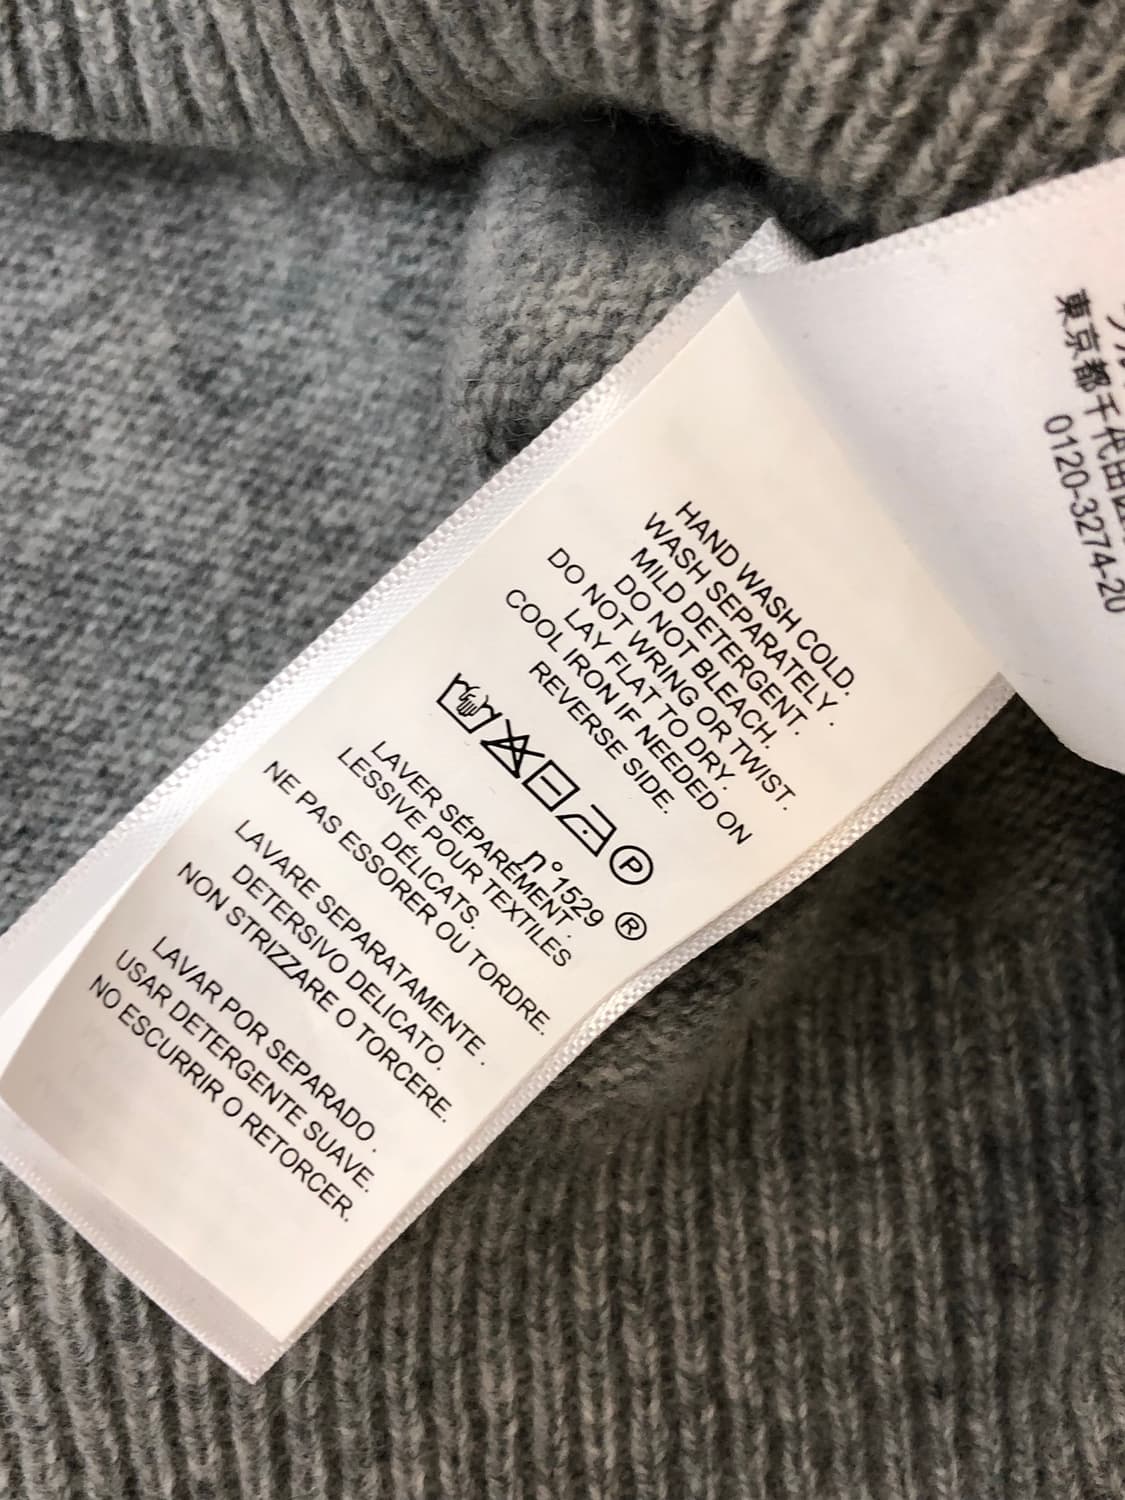 HAND WASH COLD.
WASH SEPARATELY.
MILD DETERGENT.
DO NOT BLEACH.
DO NOT WRING OR TWIST.
LAY FLAT TO DRY.
COOL IRON IF NEEDED ON
REVERSE SIDE.
P
n°1529 ®
LAVER SÉPARÉMENT.
LESSIVE POUR TEXTILES
DÉLICATS.
NE PAS ESSORER OU TORDRE.
LAVARE SEPARATAMENTE.
DETERSIVO DELICATO.
NON STRIZZARE O TORCERE.
LAVAR POR SEPARADO.
USAR DETERGENTE SUAVE.
NO ESCURRIR O RETORCER.
東京都千代田
0120-3274-20